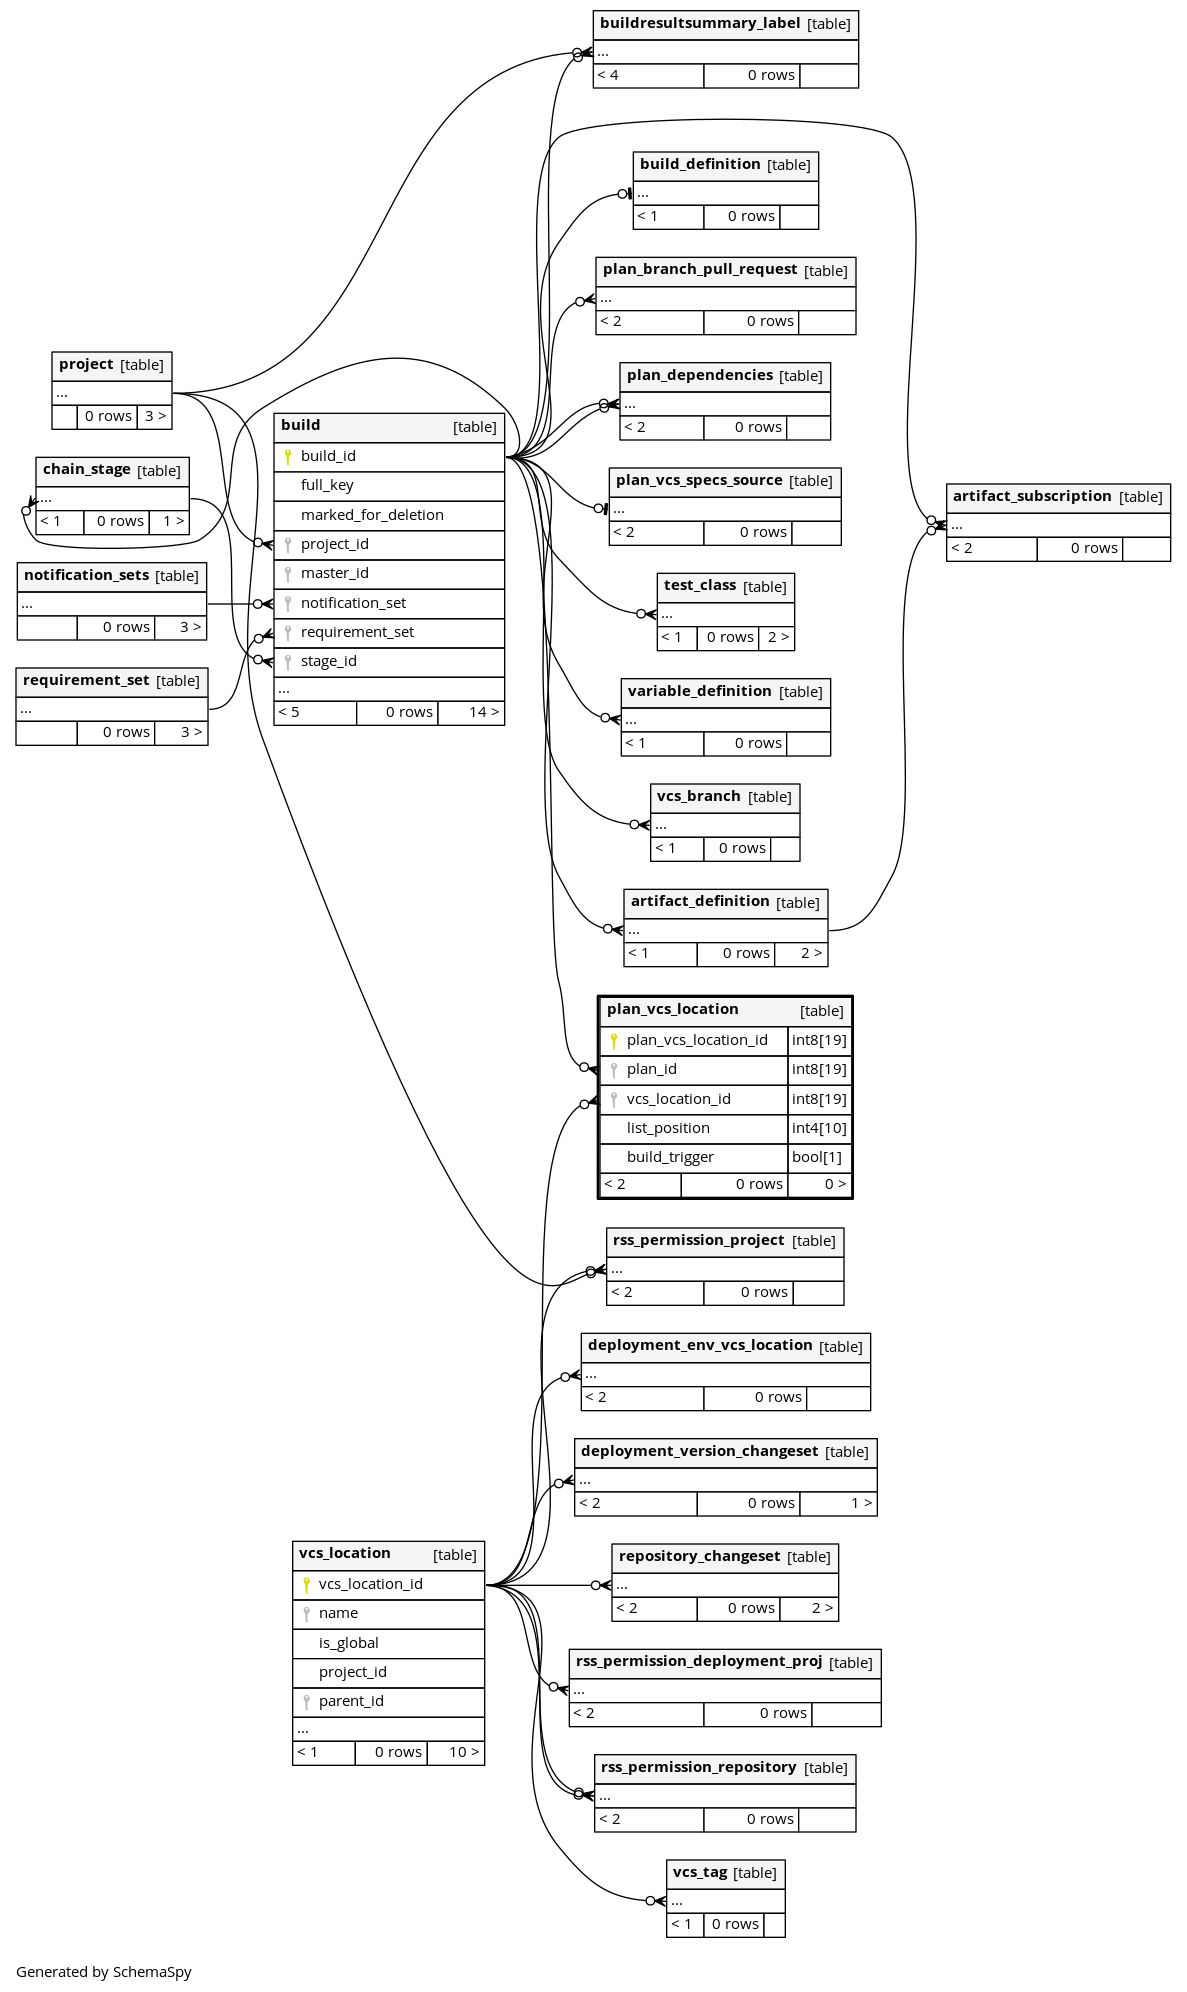 buildresultsummary_label [table]
...
< 4 0 rows
build_definition [table]
...
< 1 0 rows
plan_branch_pull_request [table]
...
< 2 0 rows
project [table]
...
0 rows 3 >
plan_dependencies [table]
...
< 2 0 rows
build [table]
build_id
full_key
marked_for_deletion
project_id
master_id
notification_set
requirement_set
stage_id
...
< 5 0 rows 14 >
chain_stage [table]
...
< 1 0 rows 1 >
plan_vcs_specs_source [table]
...
< 2 0 rows
artifact_subscription [table]
...
< 2 0 rows
notification_sets [table]
...
0 rows 3 >
test_class [table]
...
< 1 0 rows 2 >
requirement_set [table]
...
0 rows 3 >
variable_definition [table]
...
< 1 0 rows
vcs_branch [table]
...
< 1 0 rows
artifact_definition [table]
...
< 1 0 rows 2 >
plan_vcs_location [table]
plan_vcs_location_id int8[19]
plan_id int8[19]
vcs_location_id int8[19]
list_position int4[10]
build_trigger bool[1]
< 2 0 rows 0 >
rss_permission_project [table]
...
< 2 0 rows
deployment_env_vcs_location [table]
...
< 2 0 rows
deployment_version_changeset [table]
...
< 2 0 rows 1 >
vcs_location [table]
vcs_location_id
name
is_global
project_id
parent_id
...
< 1 0 rows 10 >
repository_changeset [table]
...
< 2 0 rows 2 >
rss_permission_deployment_proj [table]
...
< 2 0 rows
rss_permission_repository [table]
...
< 2 0 rows
vcs_tag [table]
...
< 1 0 rows
Generated by SchemaSpy